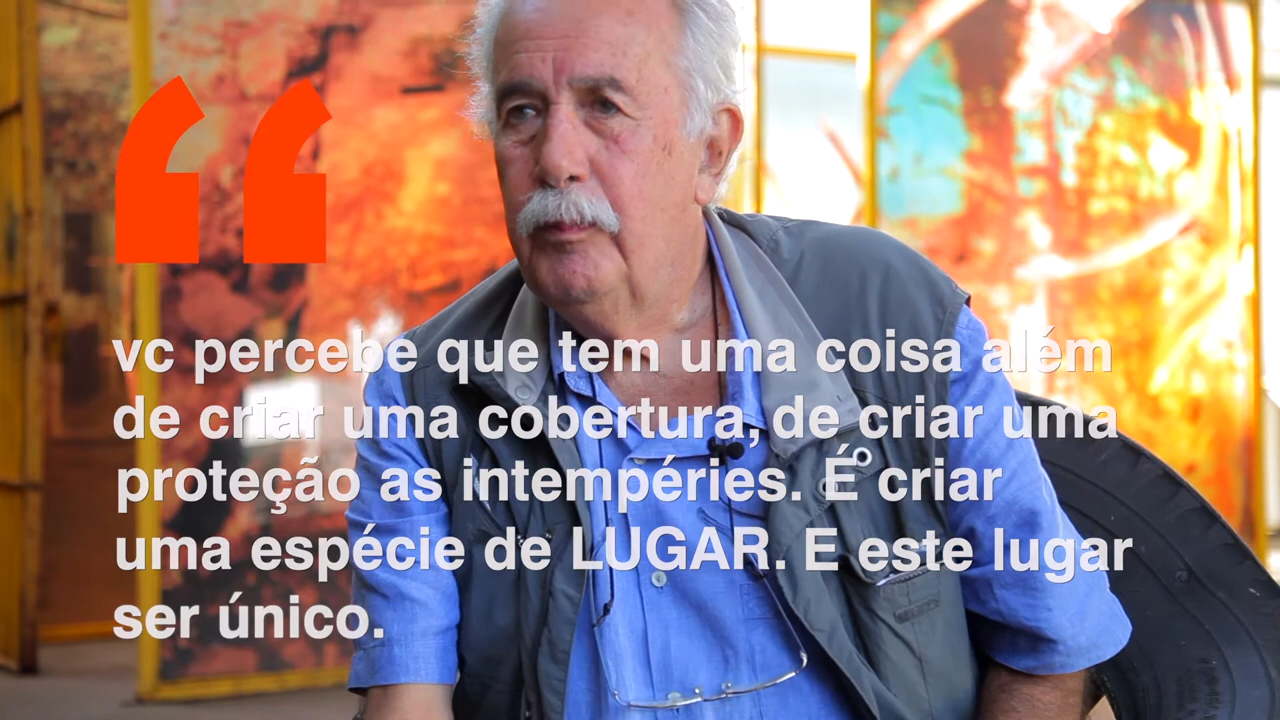 “
vc percebe que tem uma coisa além
de criar uma cobertura, de criar uma
proteção as intempéries. É criar
uma espécie de LUGAR. E este lugar
ser único.